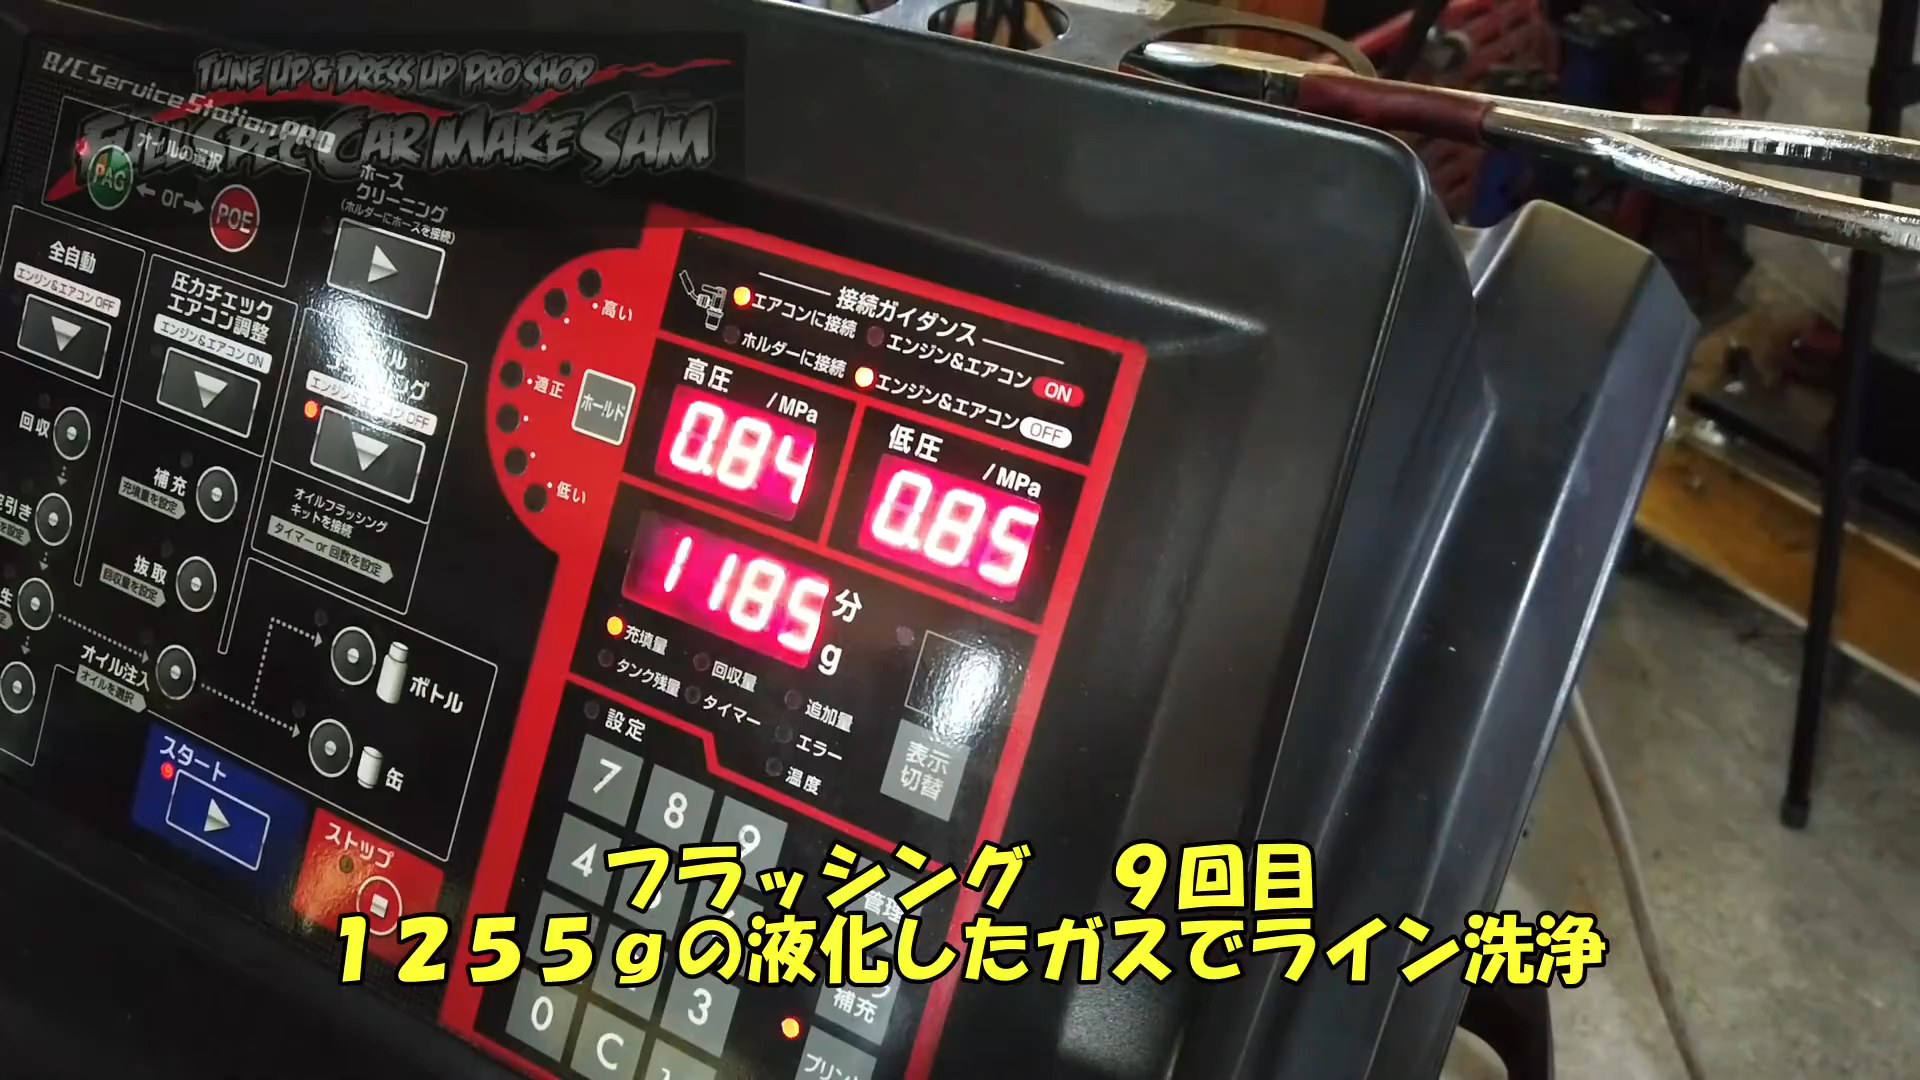 TUNE UP & DRESS UP PRO SHOP
FULL SPEC CAR MAKE SAM
A/C Service Station PRO
オイルの選択
PAG
← or →
POE
ホース
クリーニング
(ホルダーにホースを接続)
全自動
エンジン&エアコン OFF
圧力チェック
エアコン調整
エンジン&エアコン ON
エンジン&エアコン OFF
オイルフラッシング
キットを接続
タイマー or 回数を設定
回収
補充
充填量を設定
抜取
回収量を設定
オイル注入
オイルを選択
ボトル
缶
スタート
ストップ
高い
適正
低い
ホールド
接続ガイダンス
エアコンに接続
ホルダーに接続
エンジン&エアコン ON
エンジン&エアコン OFF
高圧 /MPa
0.84
低圧 /MPa
0.85
1185
分
g
充填量
タンク残量
回収量
タイマー
追加量
エラー
温度
表示
切替
設定
7 8 9
4
3
0 C
管理
補充
プリント
フラッシング 9回目
1255gの液化したガスでライン洗浄